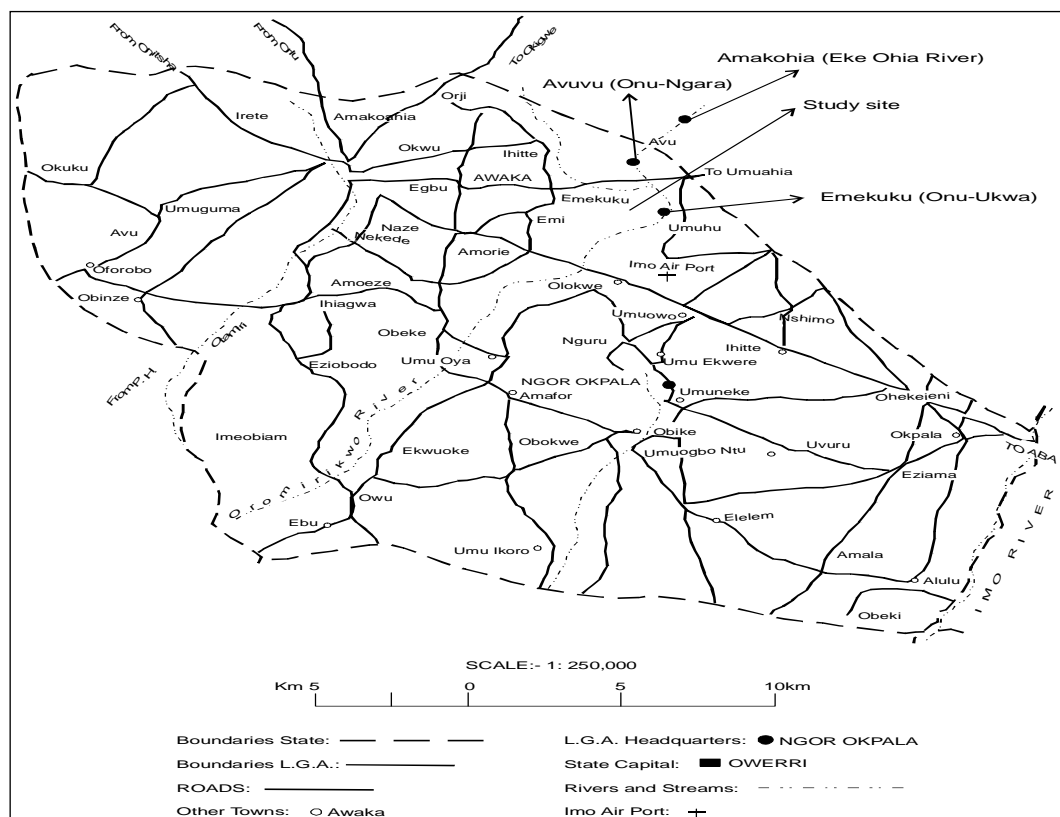 From Onitsha
From Orlu
To Okigwe
Amakohia (Eke Ohia River)
Avuvu (Onu-Ngara)
Study site
Orji
Irete
Amakoahia
Avu
Okwu
Ihitte
Okuku
AWAKA
To Umuahia
Egbu
Emekuku
Emekuku (Onu-Ukwa)
Umuguma
Naze
Emi
Umuhu
Avu
Nekede
Amorie
Oforobo
Imo Air Port
Amoeze
Olokwe
Obinze
Ihiagwa
Umuowo
Nshimo
Obeke
Nguru
Otamiri
Ihitte
Eziobodo
Umu Oya
Umu Ekwere
From P. H
NGOR OKPALA
Umuneke
Amafor
Ohekeieni
Imeobiam
Obike
Okpala
Obokwe
Uvuru
TO ABA
Ekwuoke
Umuogbo Ntu
Eziama
Oromirikwo River
Owu
Ebu
Elelem
Umu Ikoro
Amala
Alulu
IMO RIVER
Obeki
SCALE:- 1: 250,000
Km 5 0 5 10km
Boundaries State:
L.G.A. Headquarters: NGOR OKPALA
Boundaries L.G.A.:
State Capital: OWERRI
ROADS:
Rivers and Streams:
Other Towns: Awaka
Imo Air Port: